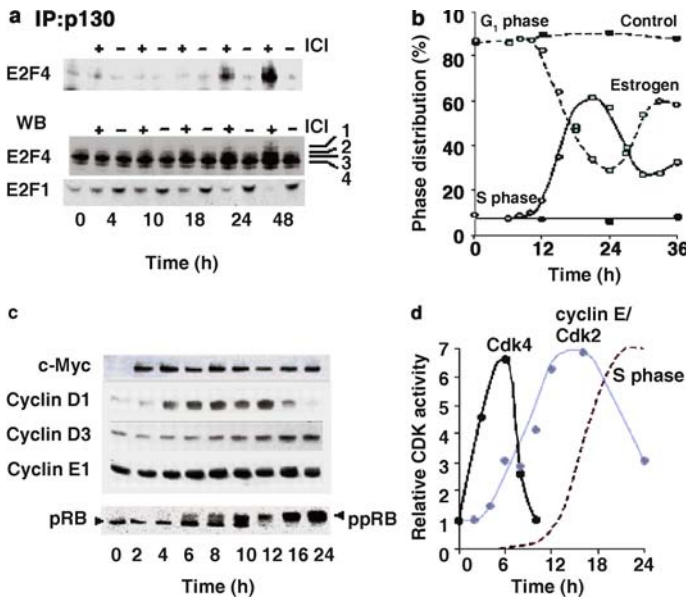 a IP:p130
+ - + - + - + - + - ICI
E2F4
WB
+ - + - + - + - + - ICI
E2F4
1
2
3
4
E2F1
0 4 10 18 24 48
Time (h)
b
Phase distribution (%)
90
80
60
40
20
10
0
G1 phase
Control
Estrogen
S phase
0 12 24 36
Time (h)
c
c-Myc
Cyclin D1
Cyclin D3
Cyclin E1
pRB
ppRB
0 2 4 6 8 10 12 16 24
Time (h)
d
cyclin E/
Cdk4 Cdk2
S phase
Relative CDK activity
7
6
5
4
3
2
1
0
0 6 12 18 24
Time (h)